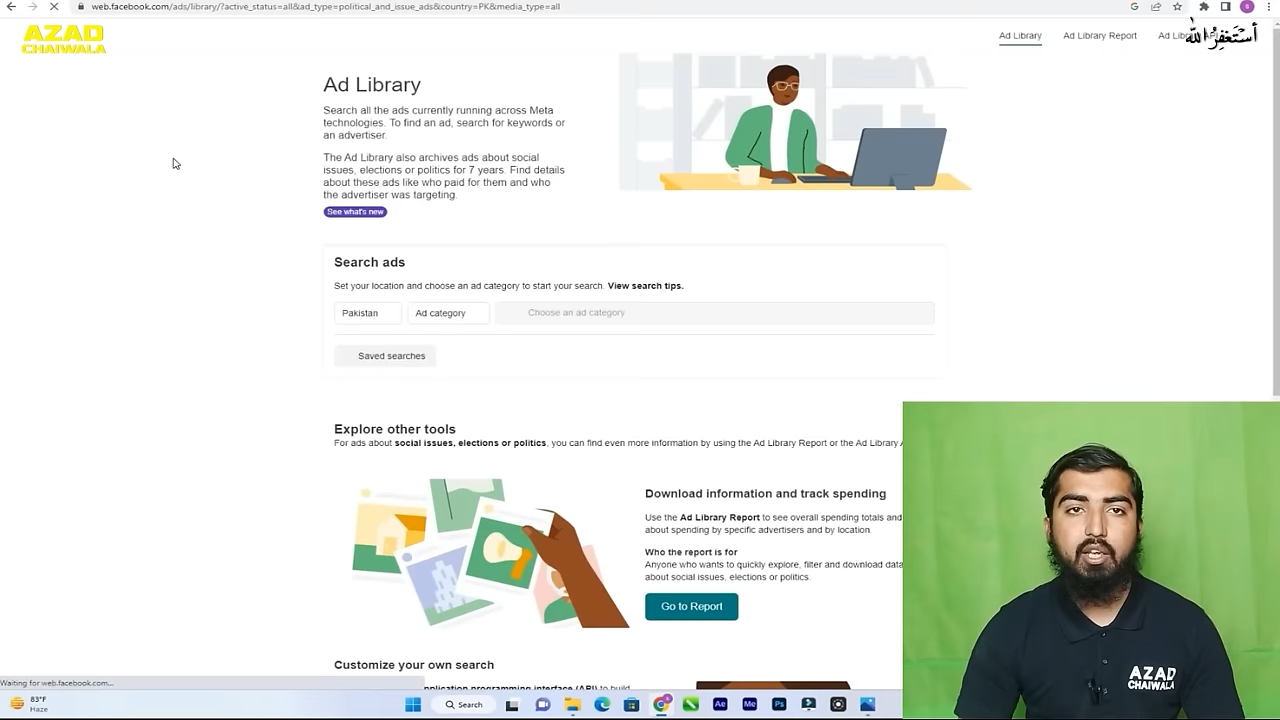 web.facebook.com/ads/library/?active_status=all&ad_type=political_and_issue_ads&country=PK&media_type=all
AZAD
CHAIWALA
Ad Library
Ad Library Report
أستغفر الله
Ad Library
Search all the ads currently running across Meta
technologies. To find an ad, search for keywords or
an advertiser.
The Ad Library also archives ads about social
issues, elections or politics for 7 years. Find details
about these ads like who paid for them and who
the advertiser was targeting.
See what's new
Search ads
Set your location and choose an ad category to start your search. View search tips.
Pakistan
Ad category
Choose an ad category
Saved searches
Explore other tools
For ads about social issues, elections or politics, you can find even more information by using the Ad Library Report or the Ad Library
Download information and track spending
Use the Ad Library Report to see overall spending totals and
about spending by specific advertisers and by location.
Who the report is for
Anyone who wants to quickly explore, filter and download data
about social issues, elections or politics.
Go to Report
Customize your own search
application programming interface (API) to build
Waiting for web.facebook.com...
83°F
Haze
Search
AZAD
CHAIWALA